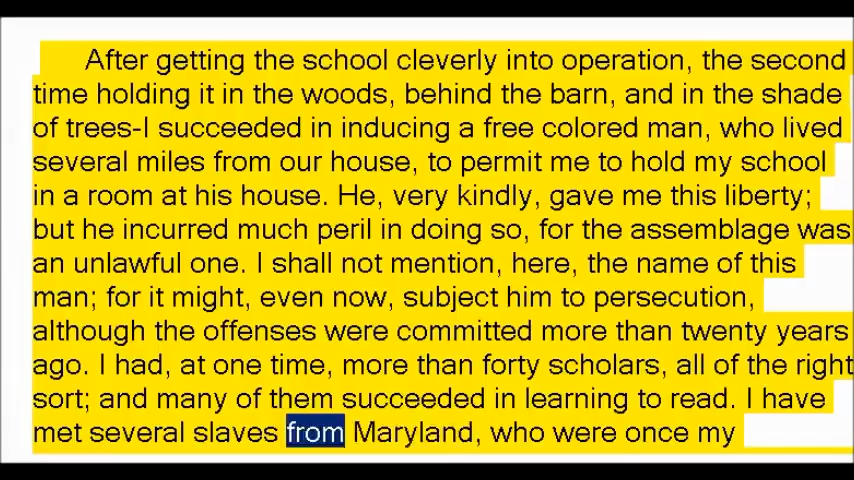 After getting the school cleverly into operation, the second
time holding it in the woods, behind the barn, and in the shade
of trees-I succeeded in inducing a free colored man, who lived
several miles from our house, to permit me to hold my school
in a room at his house. He, very kindly, gave me this liberty;
but he incurred much peril in doing so, for the assemblage was
an unlawful one. I shall not mention, here, the name of this
man; for it might, even now, subject him to persecution,
although the offenses were committed more than twenty years
ago. I had, at one time, more than forty scholars, all of the right
sort; and many of them succeeded in learning to read. I have
met several slaves from Maryland, who were once my